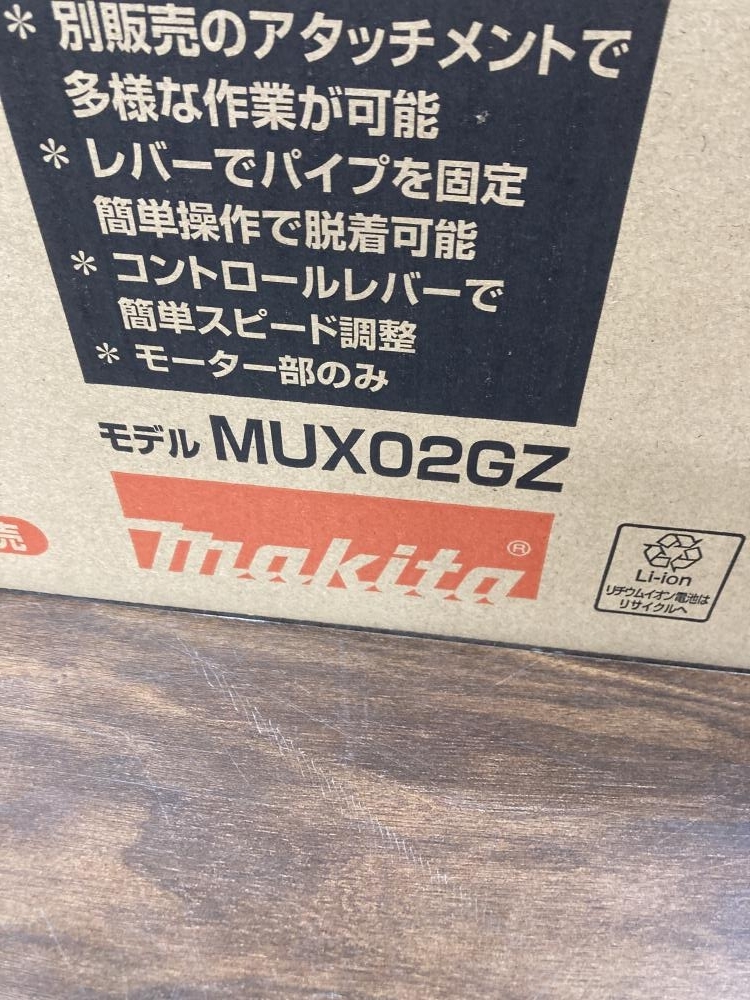 * 別販売のアタッチメントで
多様な作業が可能
* レバーでパイプを固定
簡単操作で脱着可能
* コントロールレバーで
簡単スピード調整
* モーター部のみ
モデル MUX02GZ
売
makita®
Li-ion
リチウムイオン電池は
リサイクルへ